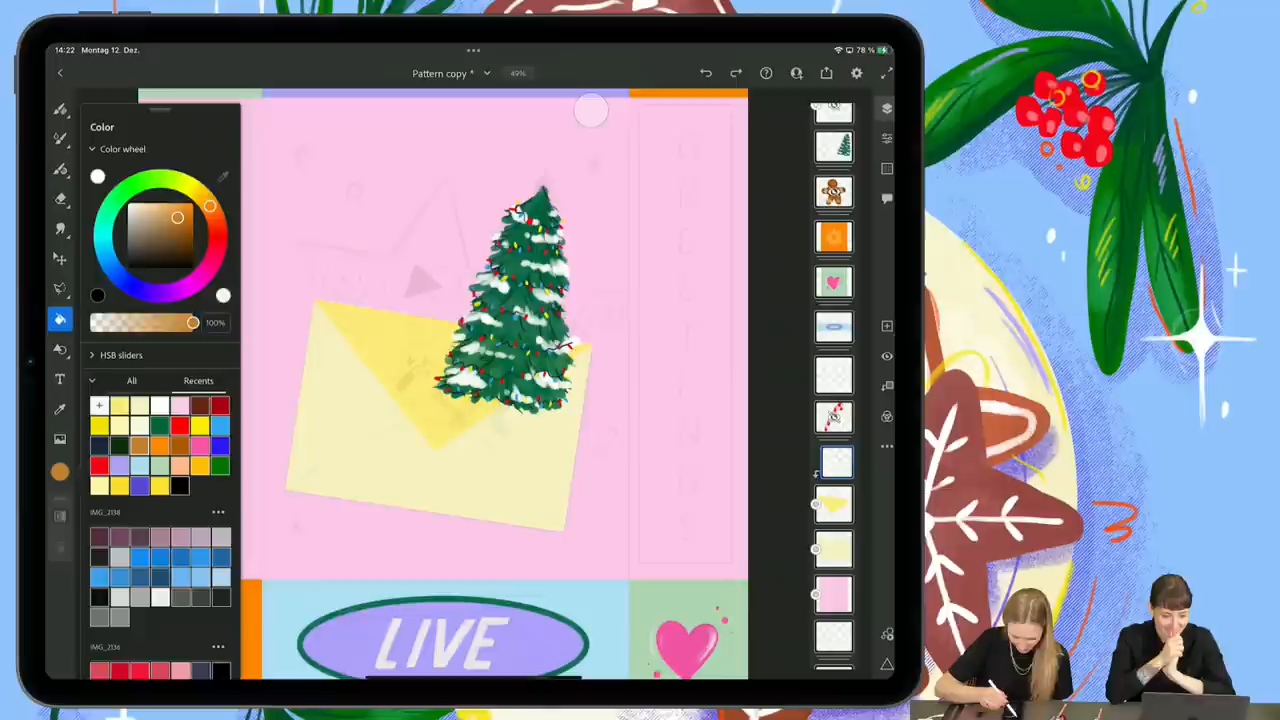 14:22 Montag 12. Dez.
78 %
Pattern copy *
49%
Color
Color wheel
100%
HSB sliders
All Recents
IMG_2138
IMG_2136
LIVE